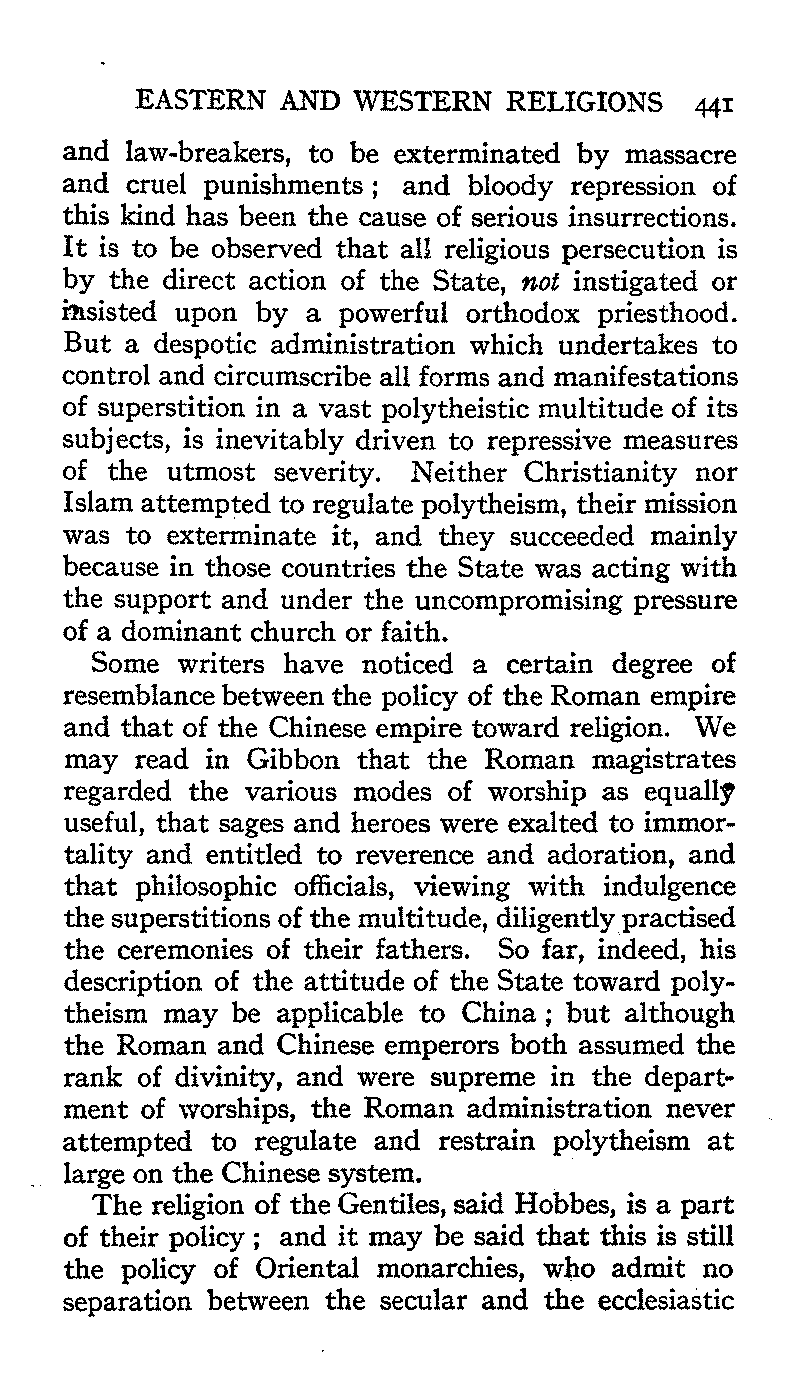 EASTERN AND WESTERN RELIGIONS 441
and law-breakers, to be exterminated by massacre
and cruel punishments ; and bloody repression of
this kind has been the cause of serious insurrections.
It is to be observed that all religious persecution is
by the direct action of the State, not instigated or
insisted upon by a powerful orthodox priesthood.
But a despotic administration which undertakes to
control and circumscribe all forms and manifestations
of superstition in a vast polytheistic multitude of its
subjects, is inevitably driven to repressive measures
of the utmost severity. Neither Christianity nor
Islam attempted to regulate polytheism, their mission
was to exterminate it, and they succeeded mainly
because in those countries the State was acting with
the support and under the uncompromising pressure
of a dominant church or faith.
Some writers have noticed a certain degree of
resemblance between the policy of the Roman empire
and that of the Chinese empire toward religion. We
may read in Gibbon that the Roman magistrates
regarded the various modes of worship as equally
useful, that sages and heroes were exalted to immor-
tality and entitled to reverence and adoration, and
that philosophic officials, viewing with indulgence
the superstitions of the multitude, diligently practised
the ceremonies of their fathers. So far, indeed, his
description of the attitude of the State toward poly-
theism may be applicable to China ; but although
the Roman and Chinese emperors both assumed the
rank of divinity, and were supreme in the depart-
ment of worships, the Roman administration never
attempted to regulate and restrain polytheism at
large on the Chinese system.
The religion of the Gentiles, said Hobbes, is a part
of their policy ; and it may be said that this is still
the policy of Oriental monarchies, who admit no
separation between the secular and the ecclesiastic